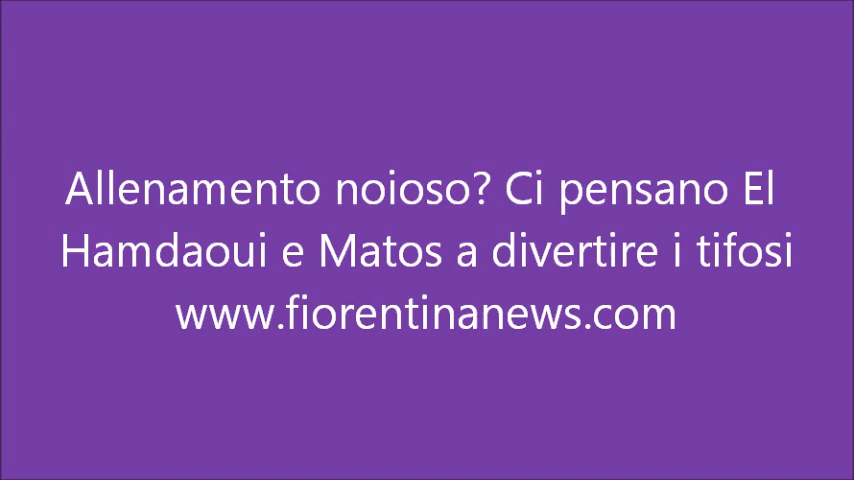 Allenamento noioso? Ci pensano El
Hamdaoui e Matos a divertire i tifosi
www.fiorentinanews.com